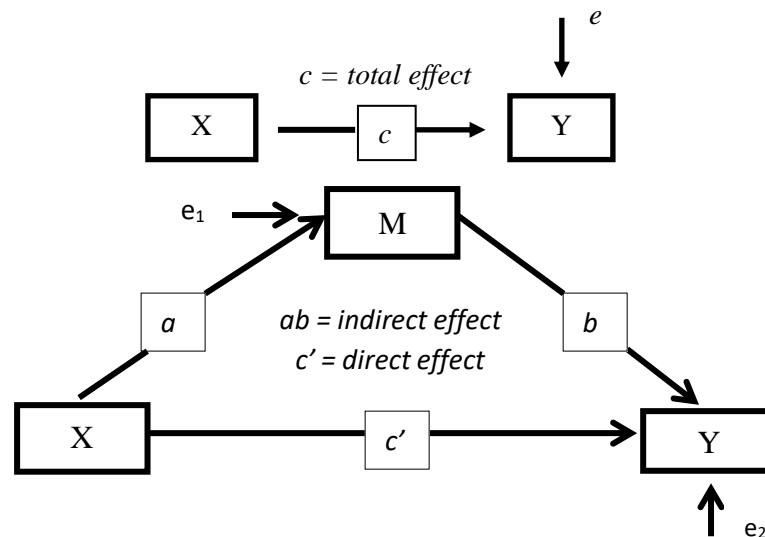 e
c = total effect
X
c
Y
e₁
M
a
ab = indirect effect
c’ = direct effect
b
X
c’
Y
e₂